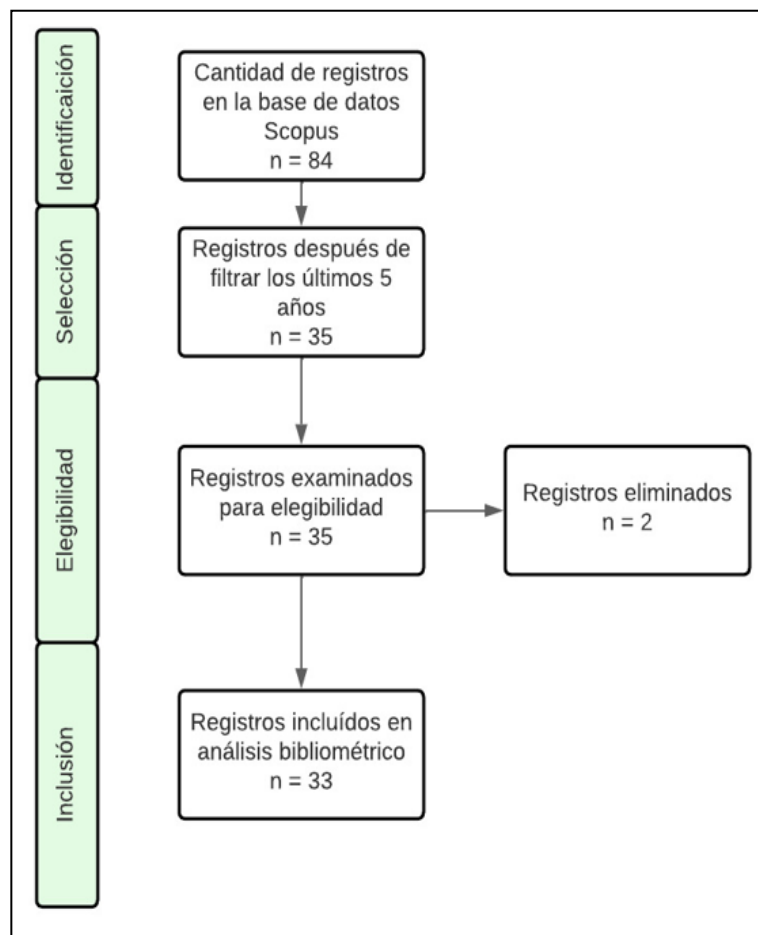 Identificaición
Cantidad de registros
en la base de datos
Scopus
n = 84
Selección
Registros después de
filtrar los últimos 5
años
n = 35
Elegibilidad
Registros examinados
para elegibilidad
n = 35
Registros eliminados
n = 2
Inclusión
Registros incluídos en
análisis bibliométrico
n = 33